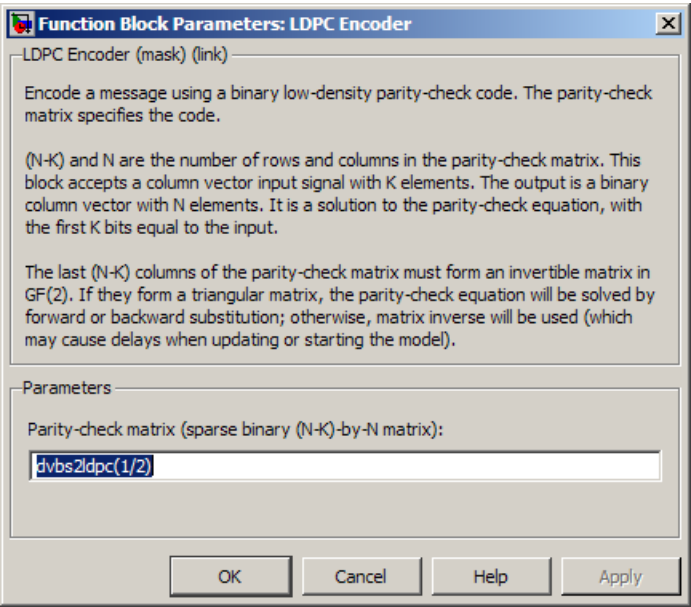 Function Block Parameters: LDPC Encoder
LDPC Encoder (mask) (link)
Encode a message using a binary low-density parity-check code. The parity-check
matrix specifies the code.
(N-K) and N are the number of rows and columns in the parity-check matrix. This
block accepts a column vector input signal with K elements. The output is a binary
column vector with N elements. It is a solution to the parity-check equation, with
the first K bits equal to the input.
The last (N-K) columns of the parity-check matrix must form an invertible matrix in
GF(2). If they form a triangular matrix, the parity-check equation will be solved by
forward or backward substitution; otherwise, matrix inverse will be used (which
may cause delays when updating or starting the model).
Parameters
Parity-check matrix (sparse binary (N-K)-by-N matrix):
dvbs2ldpc(1/2)
OK Cancel Help Apply